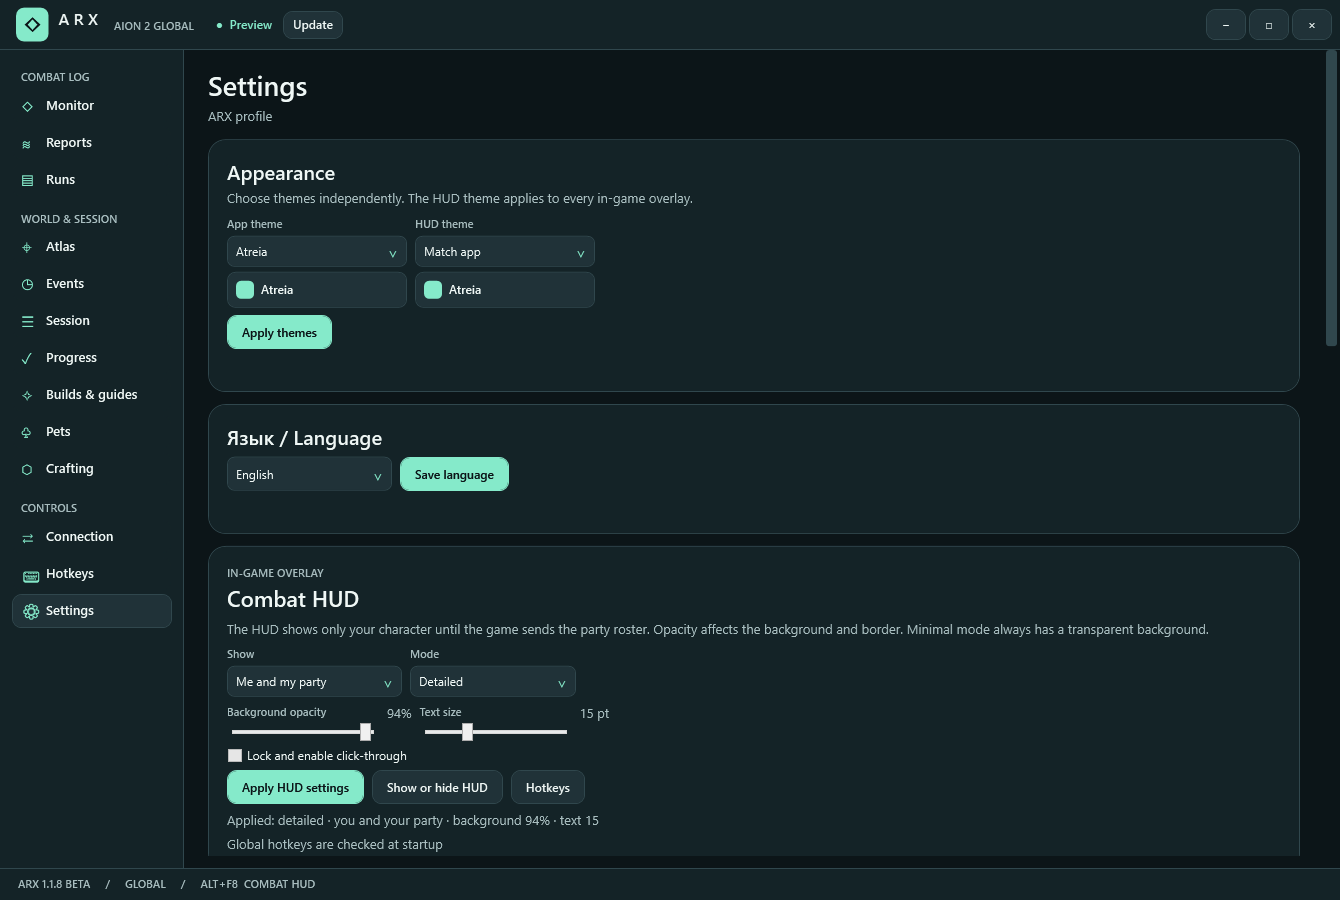 ARX
AION 2 GLOBAL
Preview
Update
COMBAT LOG
Monitor
Reports
Runs
WORLD & SESSION
Atlas
Events
Session
Progress
Builds & guides
Pets
Crafting
CONTROLS
Connection
Hotkeys
Settings
Settings
ARX profile
Appearance
Choose themes independently. The HUD theme applies to every in-game overlay.
App theme HUD theme
Atreia Match app
Atreia Atreia
Apply themes
Язык / Language
English Save language
IN-GAME OVERLAY
Combat HUD
The HUD shows only your character until the game sends the party roster. Opacity affects the background and border. Minimal mode always has a transparent background.
Show Mode
Me and my party Detailed
Background opacity 94% Text size 15 pt
Lock and enable click-through
Apply HUD settings Show or hide HUD Hotkeys
Applied: detailed · you and your party · background 94% · text 15
Global hotkeys are checked at startup
ARX 1.1.8 BETA / GLOBAL / ALT+F8 COMBAT HUD